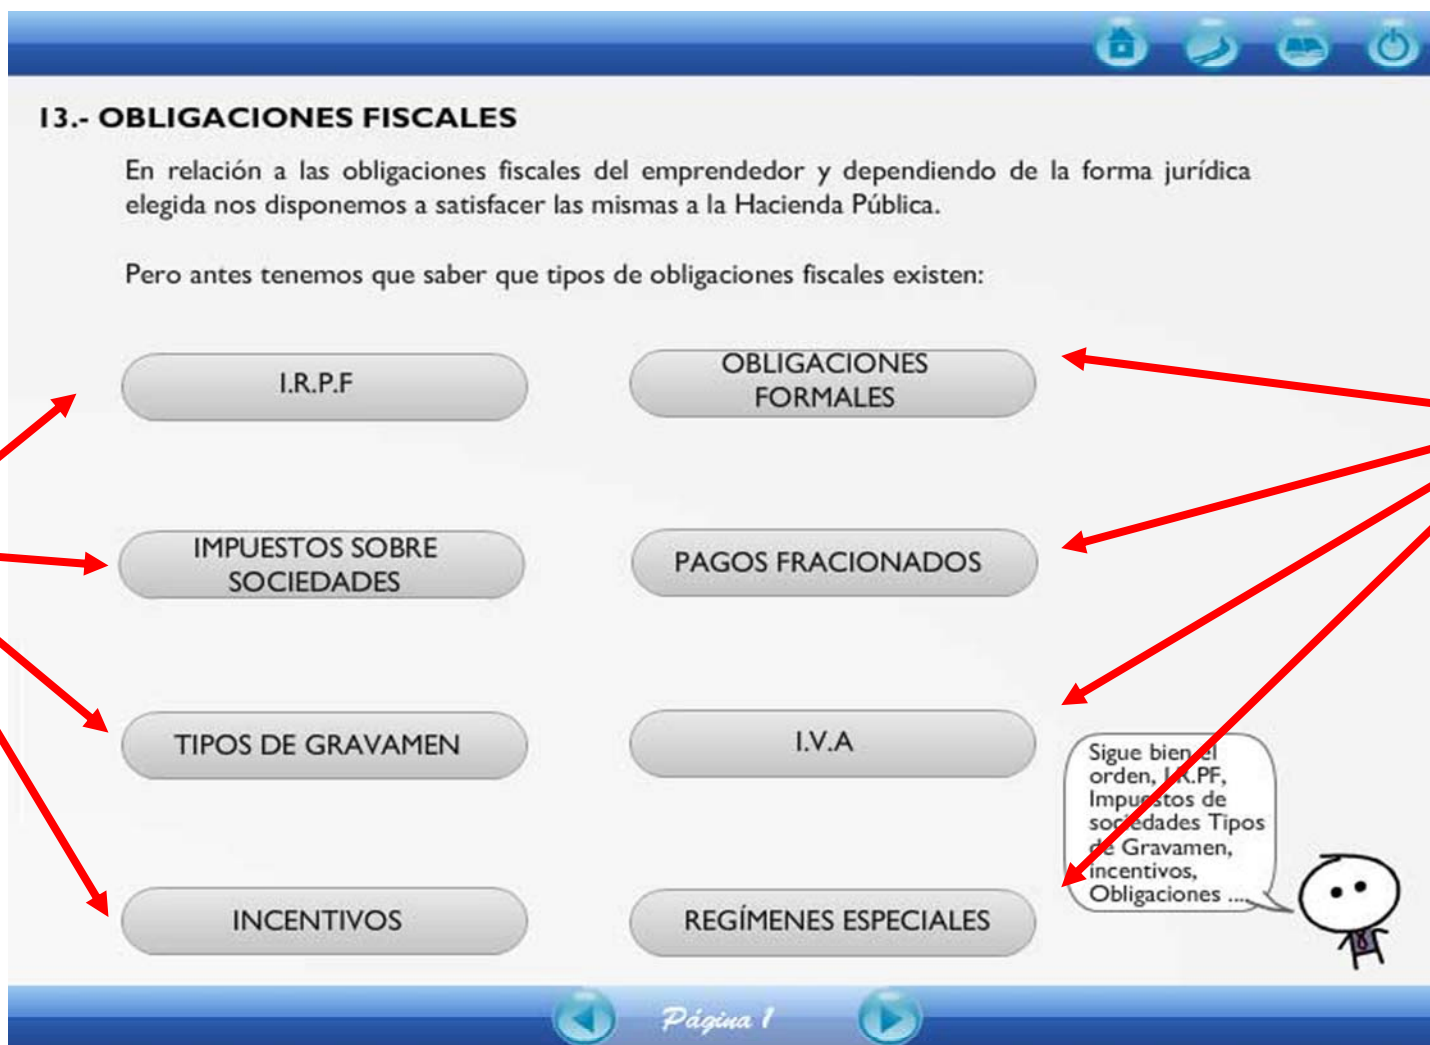 13.- OBLIGACIONES FISCALES
En relación a las obligaciones fiscales del emprendedor y dependiendo de la forma jurídica
elegida nos disponemos a satisfacer las mismas a la Hacienda Pública.
Pero antes tenemos que saber que tipos de obligaciones fiscales existen:
I.R.P.F
OBLIGACIONES
FORMALES
IMPUESTOS SOBRE
SOCIEDADES
PAGOS FRACIONADOS
TIPOS DE GRAVAMEN
I.V.A
INCENTIVOS
REGÍMENES ESPECIALES
Sigue bien el
orden, I.R.PF,
Impuestos de
sociedades Tipos
de Gravamen,
incentivos,
Obligaciones ....
Página 1